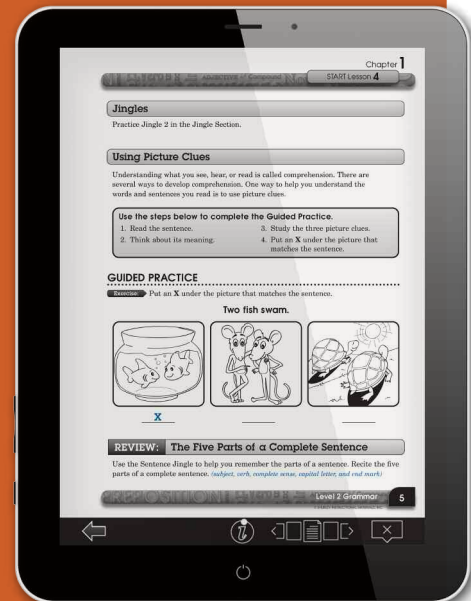 Chapter 1
START Lesson 4
Jingles
Practice Jingle 2 in the Jingle Section.
Using Picture Clues
Understanding what you see, hear, or read is called comprehension. There are
several ways to develop comprehension. One way to help you understand the
words and sentences you read is to use picture clues.
Use the steps below to complete the Guided Practice.
1. Read the sentence.
2. Think about its meaning.
3. Study the three picture clues.
4. Put an X under the picture that
matches the sentence.
GUIDED PRACTICE
Exercise: Put an X under the picture that matches the sentence.
Two fish swam.
X
REVIEW: The Five Parts of a Complete Sentence
Use the Sentence Jingle to help you remember the parts of a sentence. Recite the five
parts of a complete sentence. (subject, verb, complete sense, capital letter, and end mark)
Level 2 Grammar 5